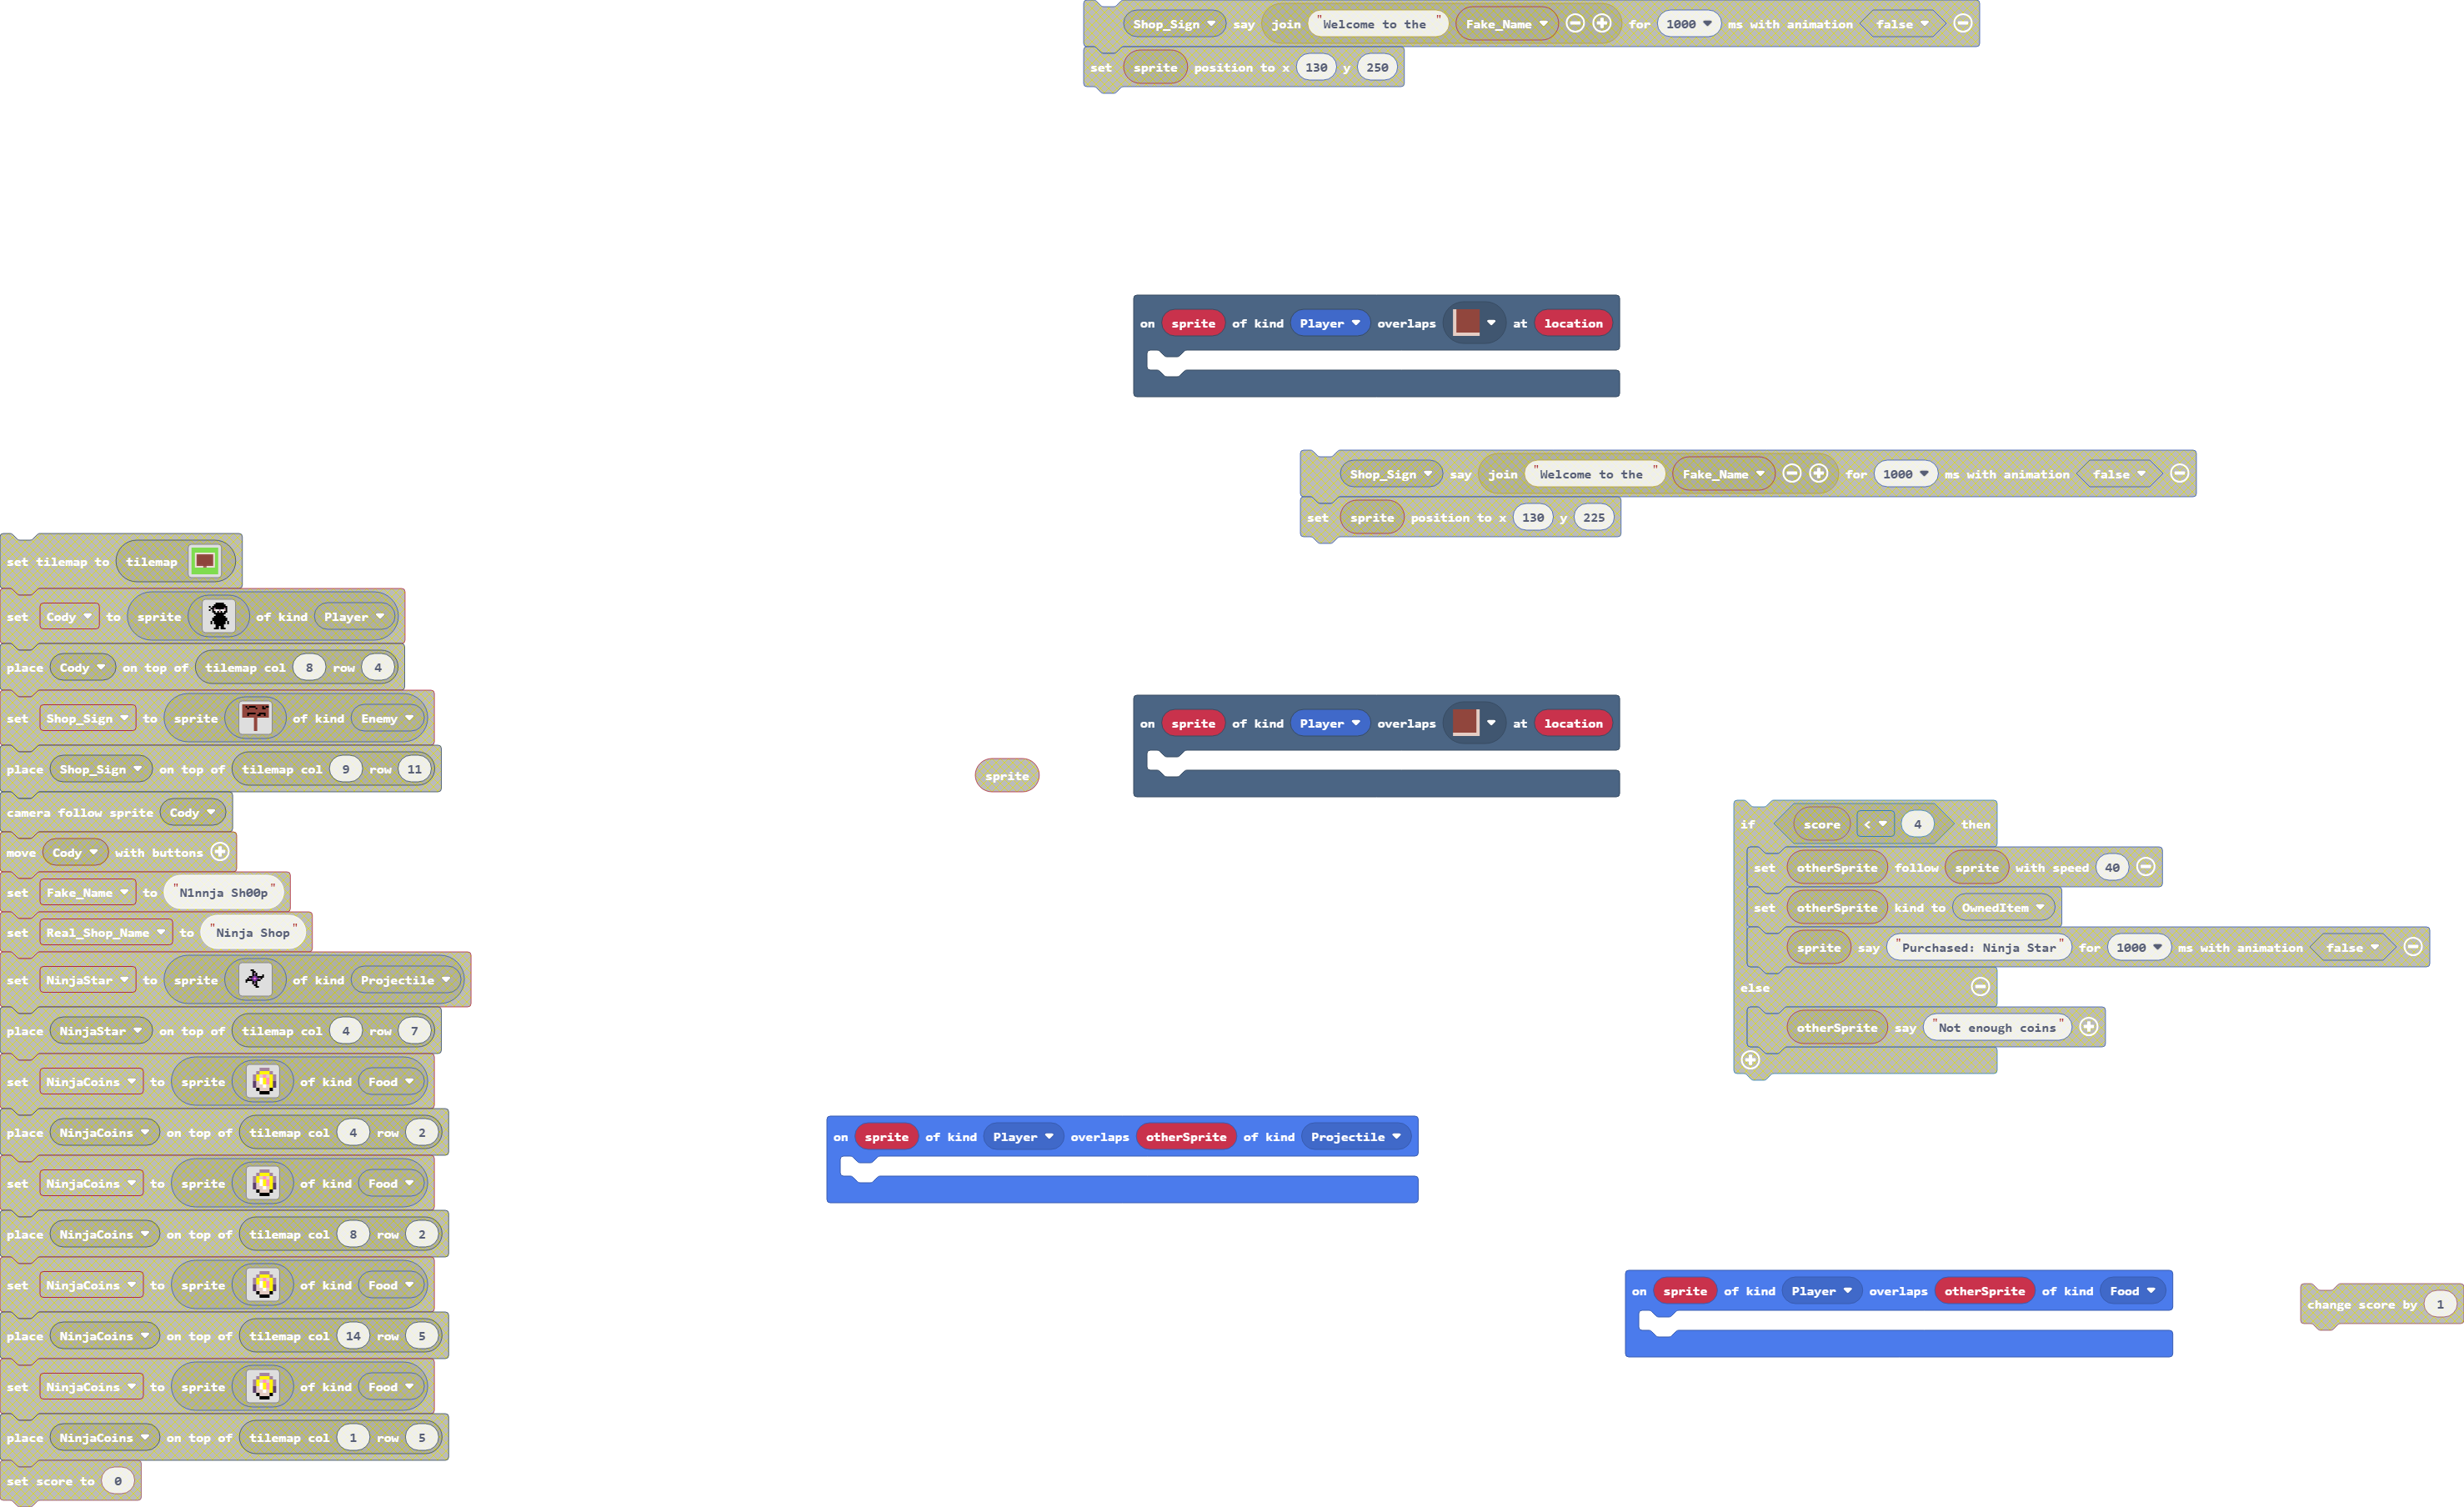 Shop_Sign say join "Welcome to the " Fake_Name for 1000 ms with animation false
set sprite position to x 130 y 250
on sprite of kind Player overlaps at location
Shop_Sign say join "Welcome to the " Fake_Name for 1000 ms with animation false
set sprite position to x 130 y 225
set tilemap to tilemap
set Cody to sprite of kind Player
place Cody on top of tilemap col 8 row 4
set Shop_Sign to sprite of kind Enemy
place Shop_Sign on top of tilemap col 9 row 11
camera follow sprite Cody
move Cody with buttons
set Fake_Name to "N1nnja Sh00p"
set Real_Shop_Name to "Ninja Shop"
set NinjaStar to sprite of kind Projectile
place NinjaStar on top of tilemap col 4 row 7
set NinjaCoins to sprite of kind Food
place NinjaCoins on top of tilemap col 4 row 2
set NinjaCoins to sprite of kind Food
place NinjaCoins on top of tilemap col 8 row 2
set NinjaCoins to sprite of kind Food
place NinjaCoins on top of tilemap col 14 row 5
set NinjaCoins to sprite of kind Food
place NinjaCoins on top of tilemap col 1 row 5
set score to 0
on sprite of kind Player overlaps at location
sprite
if score < 4 then
set otherSprite follow sprite with speed 40
set otherSprite kind to OwnedItem
sprite say "Purchased: Ninja Star" for 1000 ms with animation false
else
otherSprite say "Not enough coins"
on sprite of kind Player overlaps otherSprite of kind Projectile
on sprite of kind Player overlaps otherSprite of kind Food
change score by 1